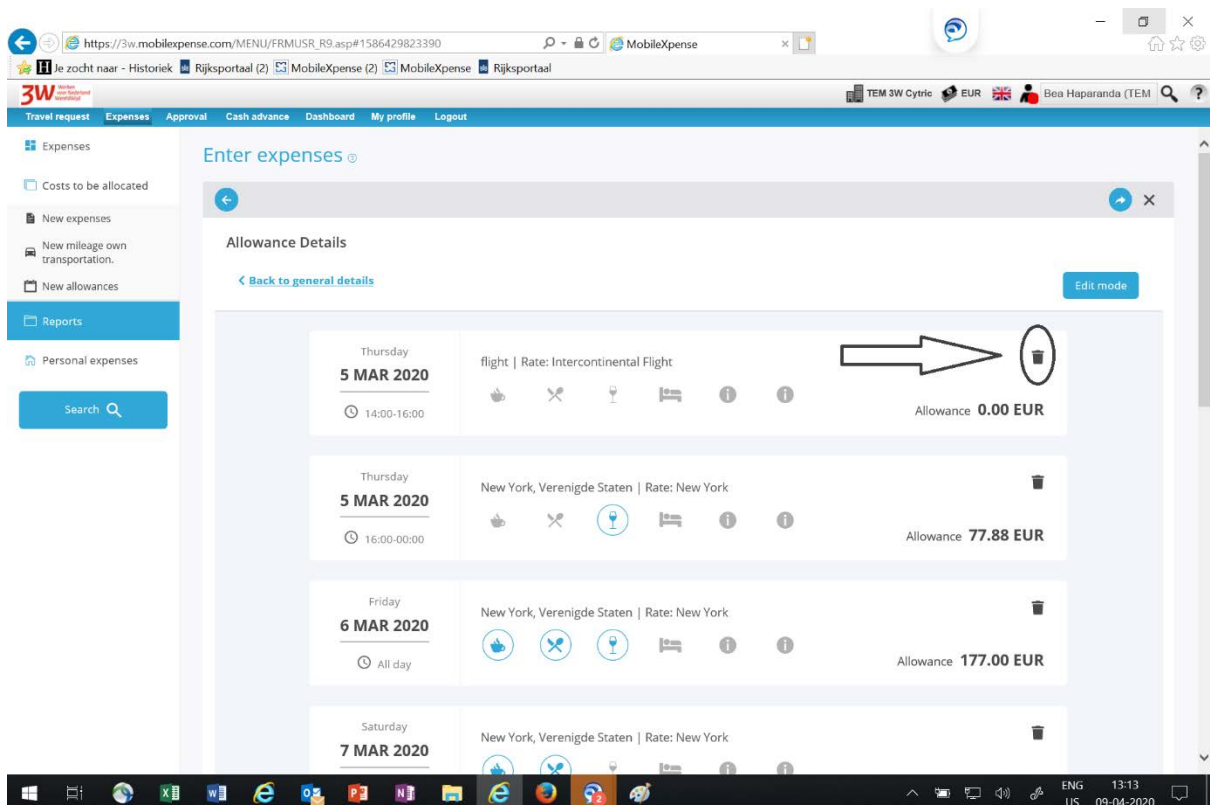 https://3w.mobilexpense.com/MENU/FRMUSR_R9.asp#1586429823390
MobileXpense
Je zocht naar - Historiek Rijksportaal (2) MobileXpense (2) MobileXpense Rijksportaal
3W Werken voor Nederland Wereldwijd TEM 3W Cytric EUR Bea Haparanda (TEM ?
Travel request Expenses Approval Cash advance Dashboard My profile Logout
Expenses
Costs to be allocated
New expenses
New mileage own
transportation.
New allowances
Reports
Personal expenses
Search
Enter expenses
Allowance Details
Back to general details
Edit mode
Thursday
5 MAR 2020
14:00-16:00
flight | Rate: Intercontinental Flight
Allowance 0.00 EUR
Thursday
5 MAR 2020
16:00-00:00
New York, Verenigde Staten | Rate: New York
Allowance 77.88 EUR
Friday
6 MAR 2020
All day
New York, Verenigde Staten | Rate: New York
Allowance 177.00 EUR
Saturday
7 MAR 2020
New York, Verenigde Staten | Rate: New York
ENG 13:13
US 09-04-2020